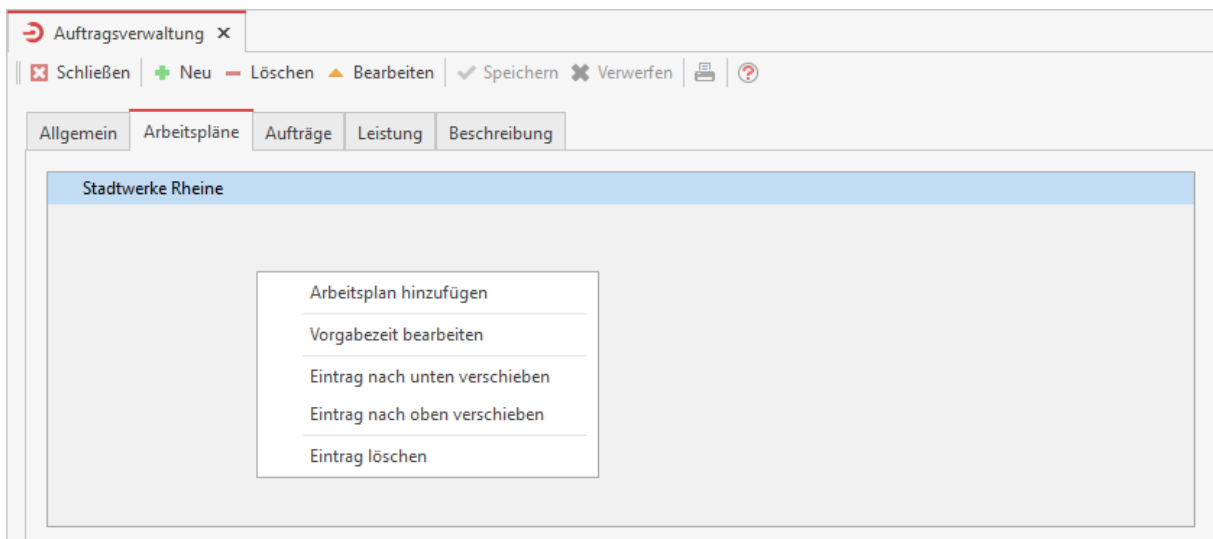 Auftragsverwaltung
Schließen Neu Löschen Bearbeiten Speichern Verwerfen
Allgemein Arbeitspläne Aufträge Leistung Beschreibung
Stadtwerke Rheine
Arbeitsplan hinzufügen
Vorgabezeit bearbeiten
Eintrag nach unten verschieben
Eintrag nach oben verschieben
Eintrag löschen